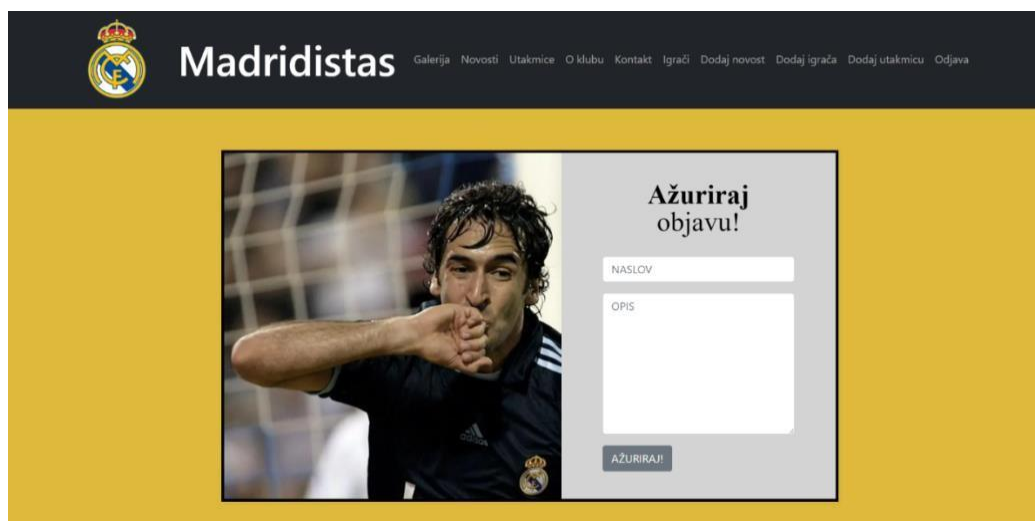 Madridistas
Galerija Novosti Utakmice O klubu Kontakt Igrači Dodaj novost Dodaj igrača Dodaj utakmicu Odjava
Ažuriraj
objavu!
NASLOV
OPIS
adidas
AŽURIRAJ!